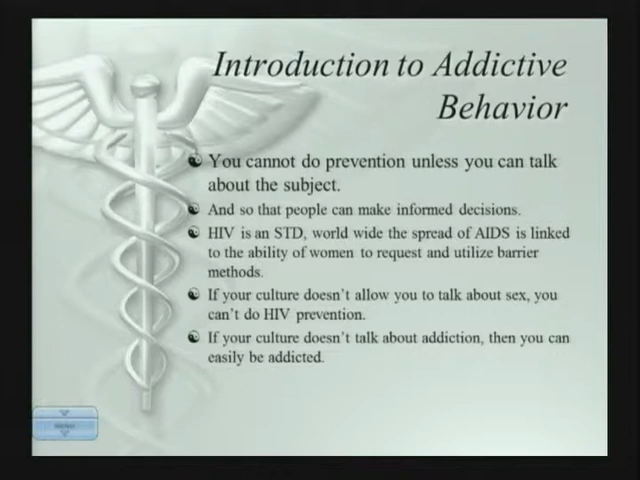 Introduction to Addictive
Behavior
You cannot do prevention unless you can talk
about the subject.
And so that people can make informed decisions.
HIV is an STD, world wide the spread of AIDS is linked
to the ability of women to request and utilize barrier
methods.
If your culture doesn't allow you to talk about sex, you
can't do HIV prevention.
If your culture doesn't talk about addiction, then you can
easily be addicted.